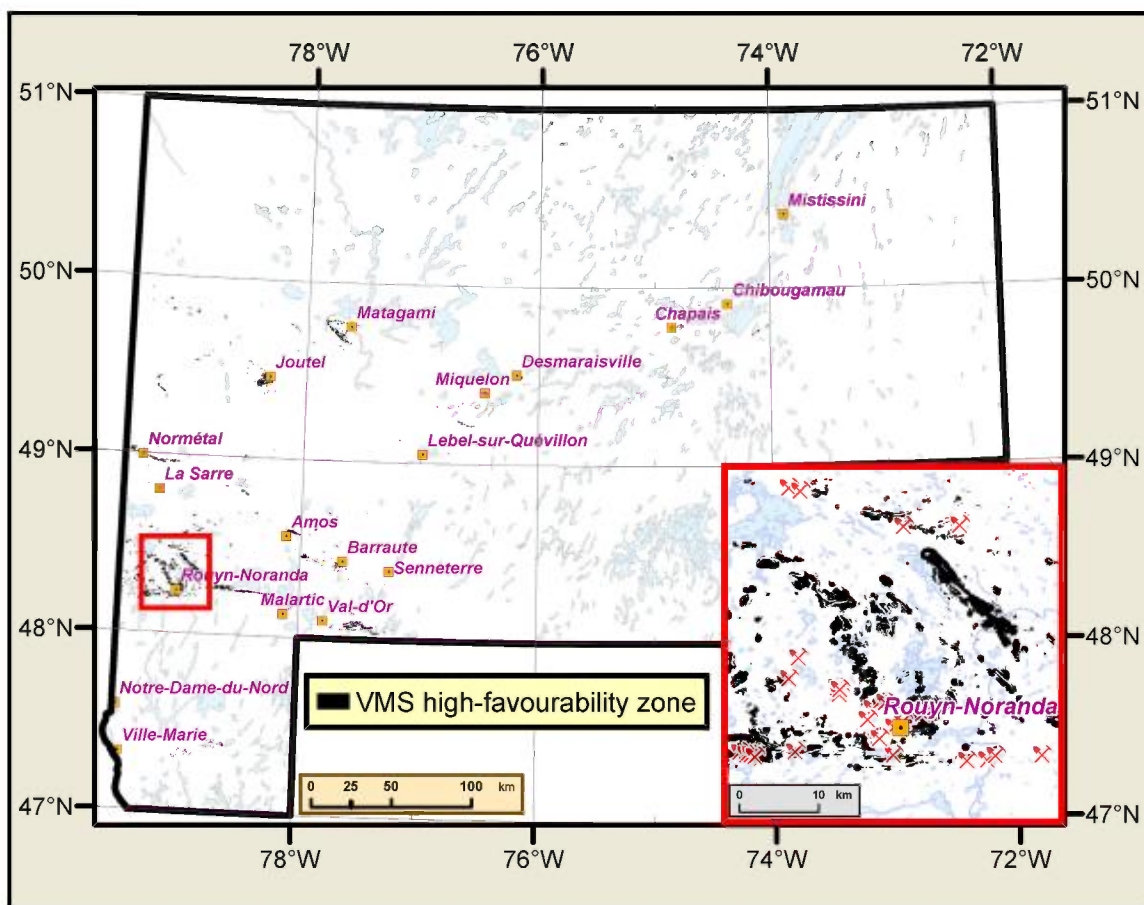 78°W 76°W 74°W 72°W
51°N 51°N
Mistissini
50°N 50°N
Chibougamau
Matagami
Chapais
Joutel
Desmaraisville
Miquelon
Normétal
Lebel-sur-Quévillon
49°N 49°N
La Sarre
Amos
Barraute
Senneterre
Rouyn-Noranda
Malartic
Val-d'Or
48°N 48°N
Notre-Dame-du-Nord
VMS high-favourability zone
Rouyn-Noranda
Ville-Marie
0 25 50 100 km
0 10 km
47°N 47°N
78°W 76°W 74°W 72°W